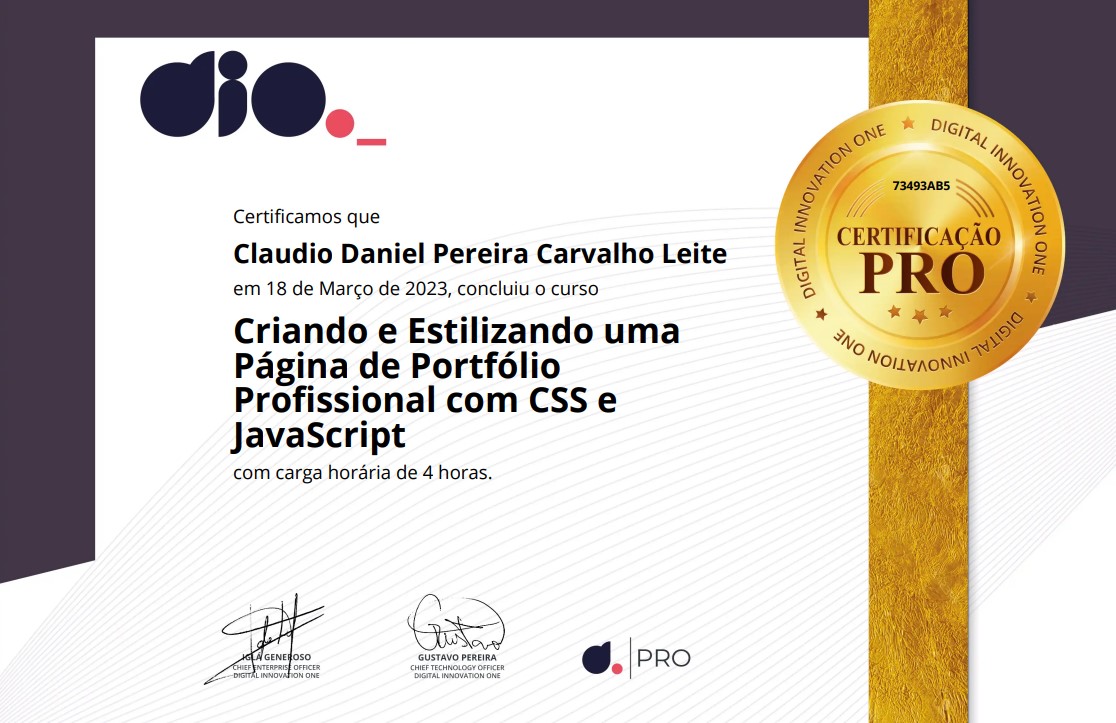 dio._
DIGITAL INNOVATION ONE
DIGITAL INNOVATION ONE
DIGITAL INNOVATION ONE
73493AB5
CERTIFICAÇÃO
PRO
Certificamos que
Claudio Daniel Pereira Carvalho Leite
em 18 de Março de 2023, concluiu o curso
Criando e Estilizando uma
Página de Portfólio
Profissional com CSS e
JavaScript
com carga horária de 4 horas.
IGLÁ GENEROSO
CHIEF ENTERPRISE OFFICER
DIGITAL INNOVATION ONE
Gustavo
GUSTAVO PEREIRA
CHIEF TECHNOLOGY OFFICER
DIGITAL INNOVATION ONE
d. PRO